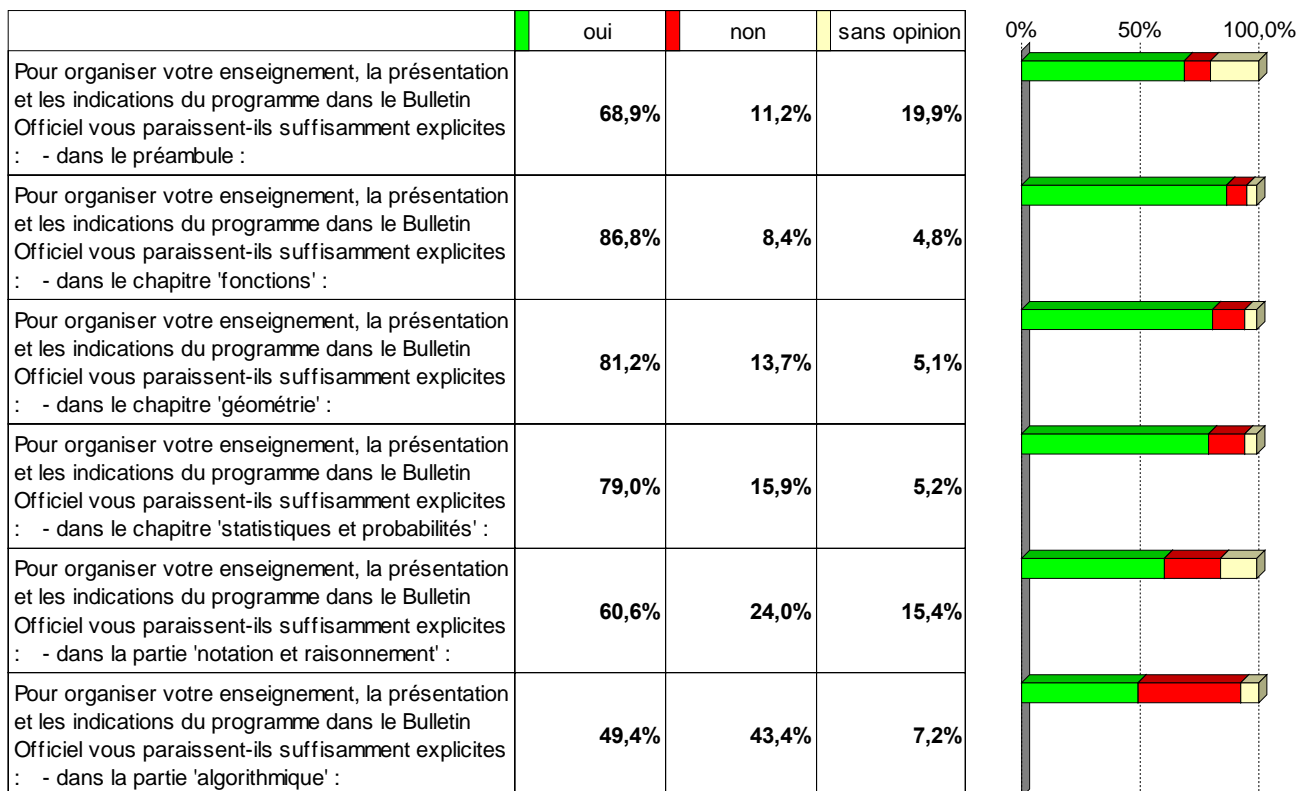 oui non sans opinion
0% 50% 100,0%
Pour organiser votre enseignement, la présentation
et les indications du programme dans le Bulletin
Officiel vous paraissent-ils suffisamment explicites
: - dans le préambule :
68,9% 11,2% 19,9%
Pour organiser votre enseignement, la présentation
et les indications du programme dans le Bulletin
Officiel vous paraissent-ils suffisamment explicites
: - dans le chapitre 'fonctions' :
86,8% 8,4% 4,8%
Pour organiser votre enseignement, la présentation
et les indications du programme dans le Bulletin
Officiel vous paraissent-ils suffisamment explicites
: - dans le chapitre 'géométrie' :
81,2% 13,7% 5,1%
Pour organiser votre enseignement, la présentation
et les indications du programme dans le Bulletin
Officiel vous paraissent-ils suffisamment explicites
: - dans le chapitre 'statistiques et probabilités' :
79,0% 15,9% 5,2%
Pour organiser votre enseignement, la présentation
et les indications du programme dans le Bulletin
Officiel vous paraissent-ils suffisamment explicites
: - dans la partie 'notation et raisonnement' :
60,6% 24,0% 15,4%
Pour organiser votre enseignement, la présentation
et les indications du programme dans le Bulletin
Officiel vous paraissent-ils suffisamment explicites
: - dans la partie 'algorithmique' :
49,4% 43,4% 7,2%